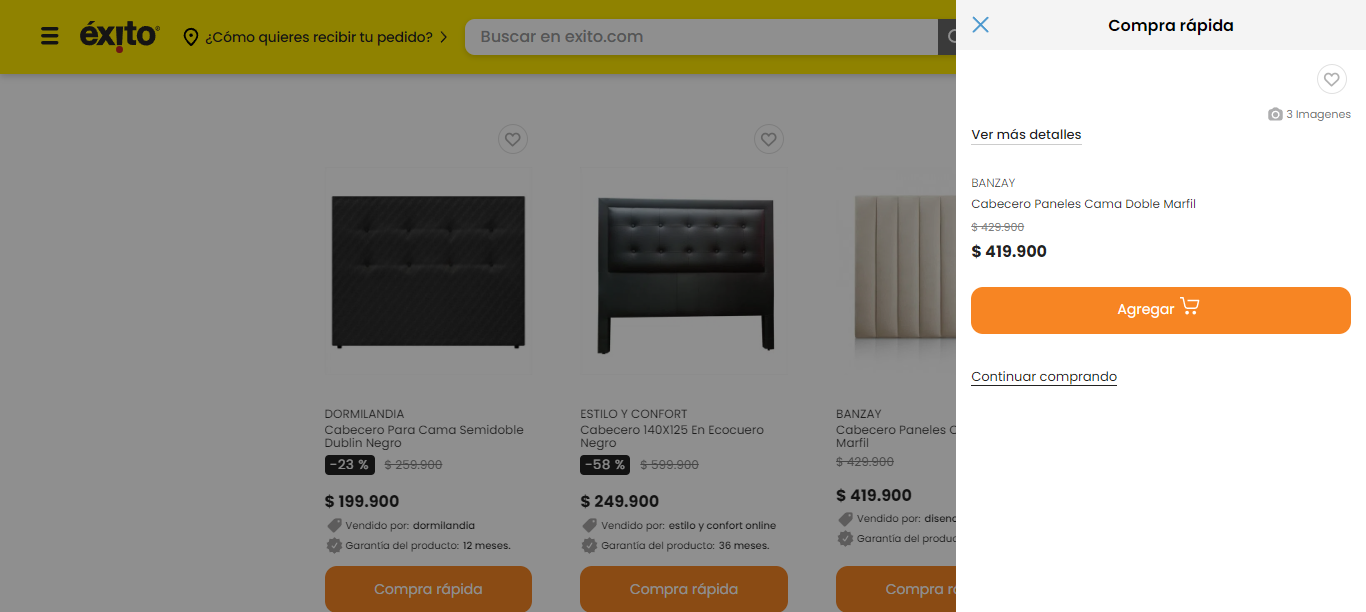 éxito
¿Cómo quieres recibir tu pedido?
Buscar en exito.com
Compra rápida
3 Imagenes
Ver más detalles
BANZAY
Cabecero Paneles Cama Doble Marfil
$ 429.900
$ 419.900
Agregar
Continuar comprando
DORMILANDIA
Cabecero Para Cama Semidoble
Dublin Negro
-23 % $ 259.900
$ 199.900
Vendido por: dormilandia
Garantía del producto: 12 meses.
Compra rápida
ESTILO Y CONFORT
Cabecero 140X125 En Ecocuero
Negro
-58 % $ 599.900
$ 249.900
Vendido por: estilo y confort online
Garantía del producto: 36 meses.
Compra rápida
BANZAY
Cabecero Paneles C
Marfil
$ 429.900
$ 419.900
Vendido por: disen
Garantía del produc
Compra r